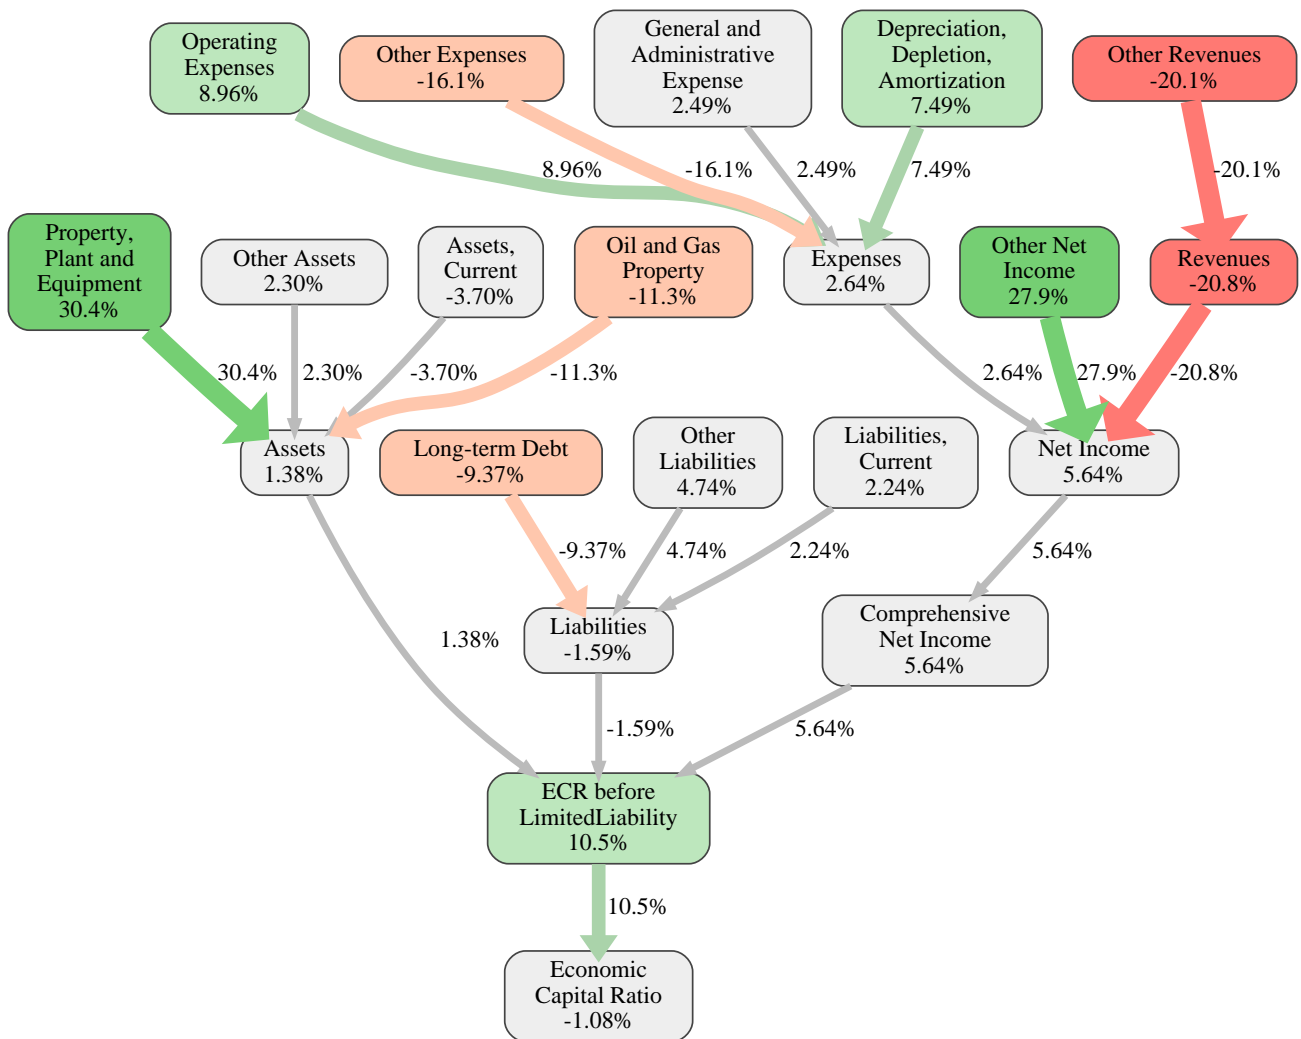 Operating
Expenses
8.96%
Other Expenses
-16.1%
General and
Administrative
Expense
2.49%
Depreciation,
Depletion,
Amortization
7.49%
Other Revenues
-20.1%
8.96%
-16.1%
2.49%
7.49%
-20.1%
Property,
Plant and
Equipment
30.4%
Other Assets
2.30%
Assets,
Current
-3.70%
Oil and Gas
Property
-11.3%
Expenses
2.64%
Other Net
Income
27.9%
Revenues
-20.8%
30.4%
2.30%
-3.70%
-11.3%
2.64%
27.9%
-20.8%
Assets
1.38%
Long-term Debt
-9.37%
Other
Liabilities
4.74%
Liabilities,
Current
2.24%
Net Income
5.64%
-9.37%
4.74%
2.24%
5.64%
1.38%
Liabilities
-1.59%
Comprehensive
Net Income
5.64%
-1.59%
5.64%
ECR before
LimitedLiability
10.5%
10.5%
Economic
Capital Ratio
-1.08%